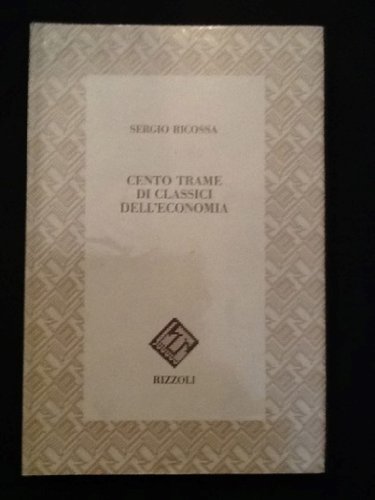 SERGIO RICOSSA
CENTO TRAME
DI CLASSICI
DELL'ECONOMIA
RIZZOLI